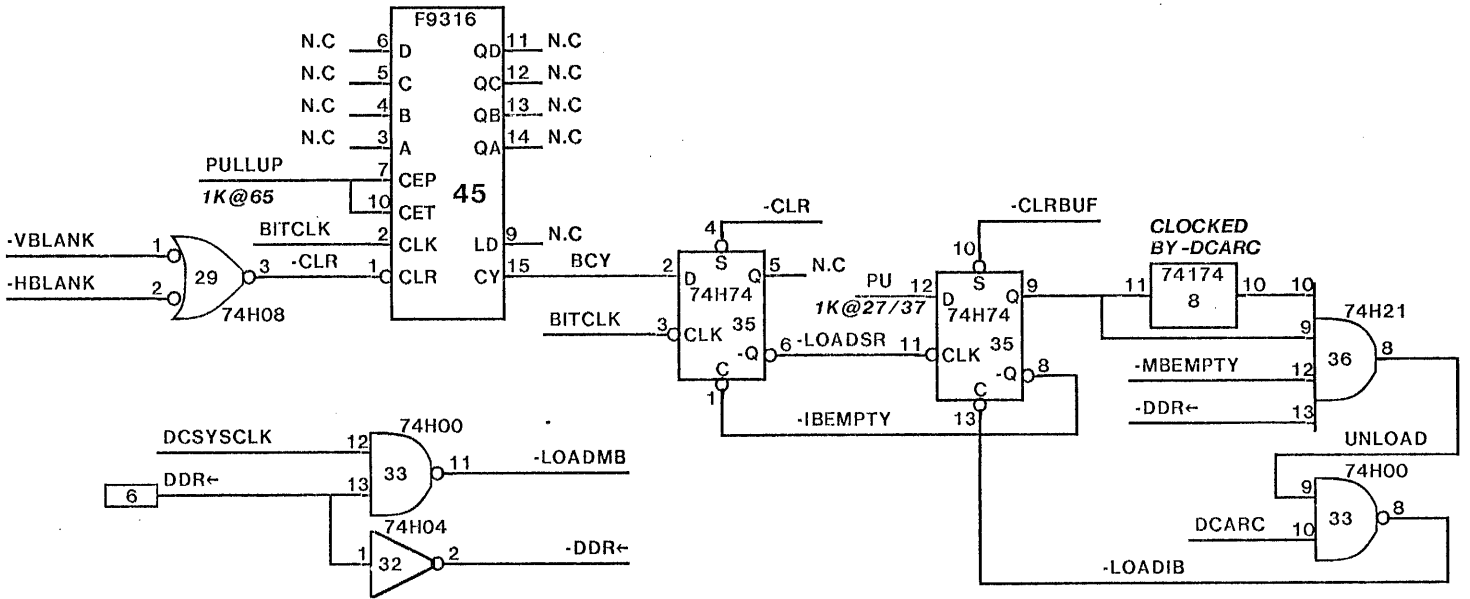 F9316
N.C 6 D QD 11 N.C
N.C 5 C QC 12 N.C
N.C 4 B QB 13 N.C
N.C 3 A QA 14 N.C
PULLUP 7 CEP
1K@65 10 CET 45
BITCLK 2 CLK LD 9 N.C
-CLR 1 CLR CY 15 BCY
-VBLANK 1
-HBLANK 2
29 3
74H08
-CLR
4
S
2 D Q 5 N.C
74H74
35
BITCLK 3 CLK
-Q 6 -LOADSR
C
1
-IBEMPTY
-CLRBUF
10
S
PU 12 D Q 9
1K@27/37 74H74
35
11 CLK
-Q 8
C
13
CLOCKED
BY -DCARC
11 74174 10
8
10 74H21
9
36 8
-MBEMPTY 12
-DDR← 13
UNLOAD
74H00
9
33 8
DCARC 10
-LOADIB
74H00
DCSYSCLK 12
33 11 -LOADMB
6 DDR← 13
74H04
1 32 2 -DDR←